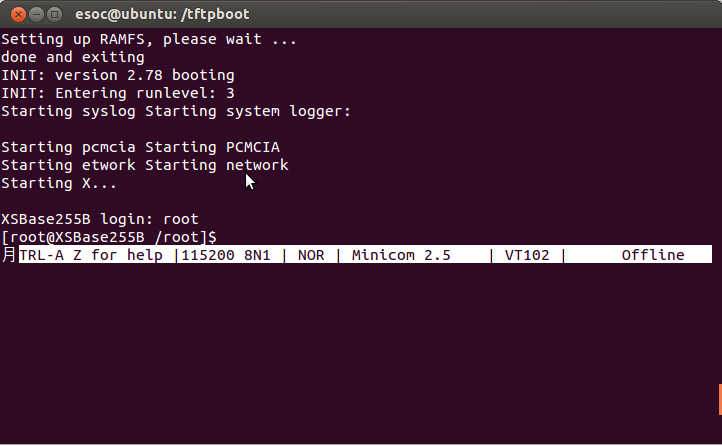 esoc@ubuntu: /tftpboot
Setting up RAMFS, please wait ...
done and exiting
INIT: version 2.78 booting
INIT: Entering runlevel: 3
Starting syslog Starting system logger:
Starting pcmcia Starting PCMCIA
Starting etwork Starting network
Starting X...
XSBase255B login: root
[root@XSBase255B /root]$
月TRL-A Z for help |115200 8N1 | NOR | Minicom 2.5    | VT102 |      Offline